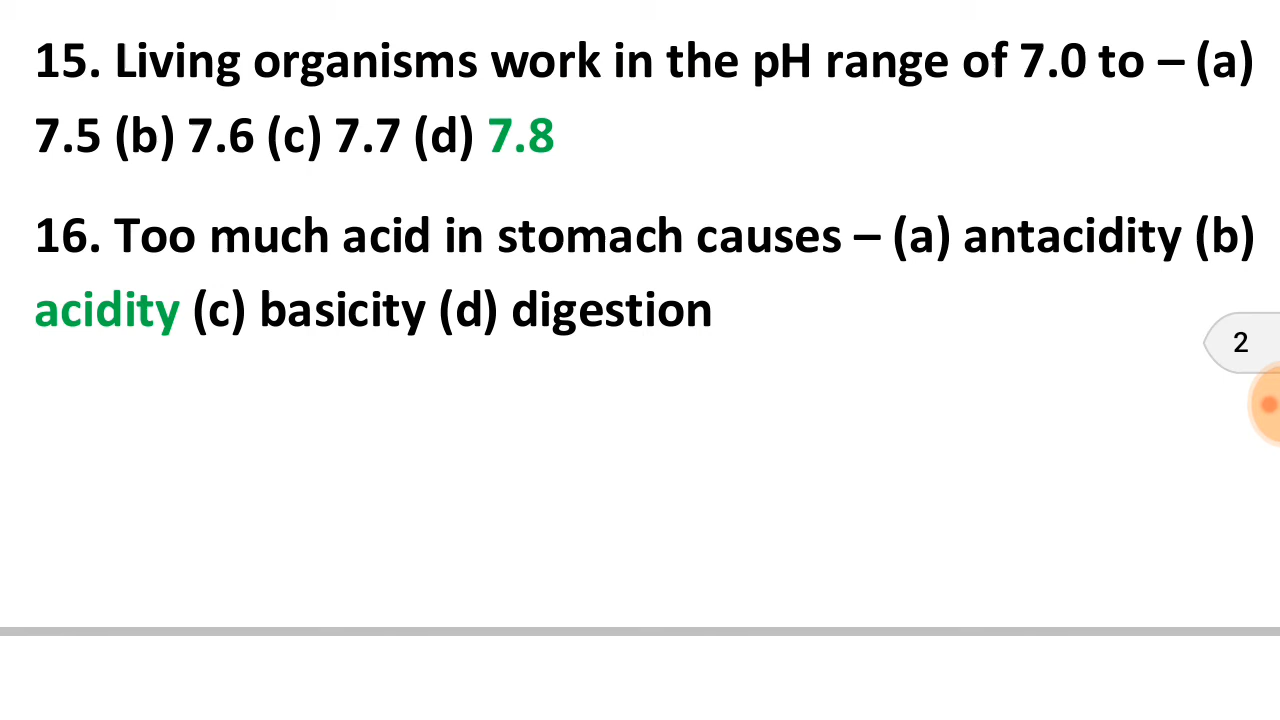 15. Living organisms work in the pH range of 7.0 to – (a)
7.5 (b) 7.6 (c) 7.7 (d) 7.8
16. Too much acid in stomach causes – (a) antacidity (b)
acidity (c) basicity (d) digestion
2